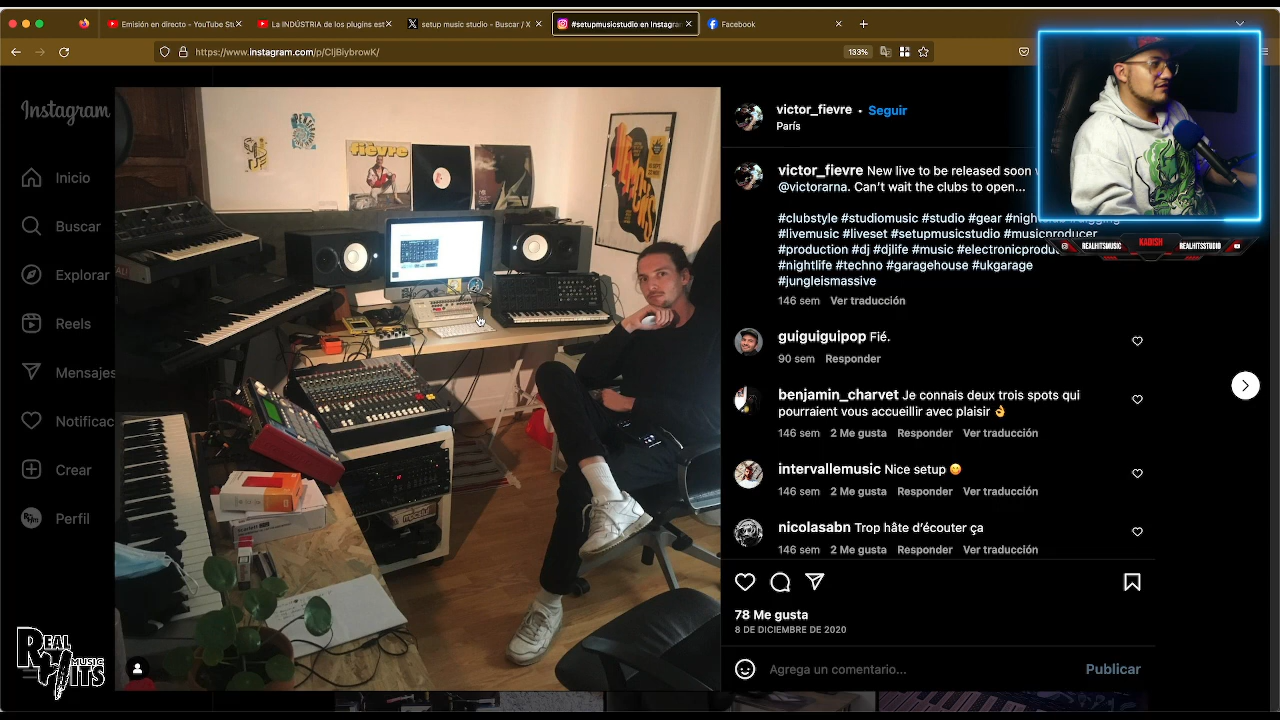 Emisión en directo - YouTube Stu
La INDÚSTRIA de los plugins est
setup music studio - Buscar / X
#setupmusicstudio en Instagram
Facebook
https://www.instagram.com/p/CIjBiybrowK/
133%
Instagram
Inicio
Buscar
Explorar
Reels
Mensajes
Notificac
Crear
Perfil
fièvre
victor_fievre • Seguir
París
victor_fievre New live to be released soon
@victorarna. Can't wait the clubs to open...
#clubstyle #studiomusic #studio #gear
#livemusic #liveset #setupmusicstudio #musicproducer
#production #dj #djlife #music
#nightlife #techno #garagehouse #ukgarage
#jungleismassive
146 sem Ver traducción
guiguiguipop Fié.
90 sem Responder
benjamin_charvet Je connais deux trois spots qui
pourraient vous accueillir avec plaisir 👌
146 sem 2 Me gusta Responder Ver traducción
intervallemusic Nice setup 😋
146 sem 2 Me gusta Responder Ver traducción
nicolasabn Trop hâte d'écouter ça
146 sem 2 Me gusta Responder Ver traducción
78 Me gusta
8 DE DICIEMBRE DE 2020
Agrega un comentario...
Publicar
REALHITSMUSIC
KADISH
REALHITSSTUDIO
REAL
HITS
MUSIC